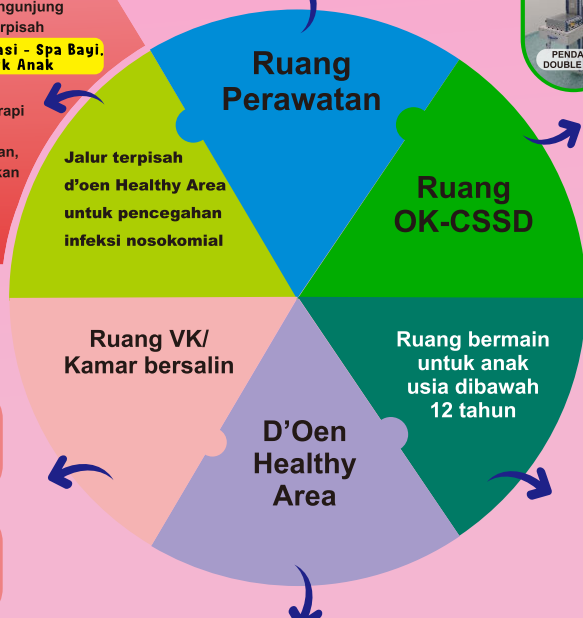 ngunjung
rpisah
asi - Spa Bayi.
k Anak
rapi
an,
kan
PENDA
DOUBLE
Ruang
Perawatan
Jalur terpisah
d'oen Healthy Area
untuk pencegahan
infeksi nosokomial
Ruang
OK-CSSD
Ruang VK/
Kamar bersalin
Ruang bermain
untuk anak
usia dibawah
12 tahun
D'Oen
Healthy
Area